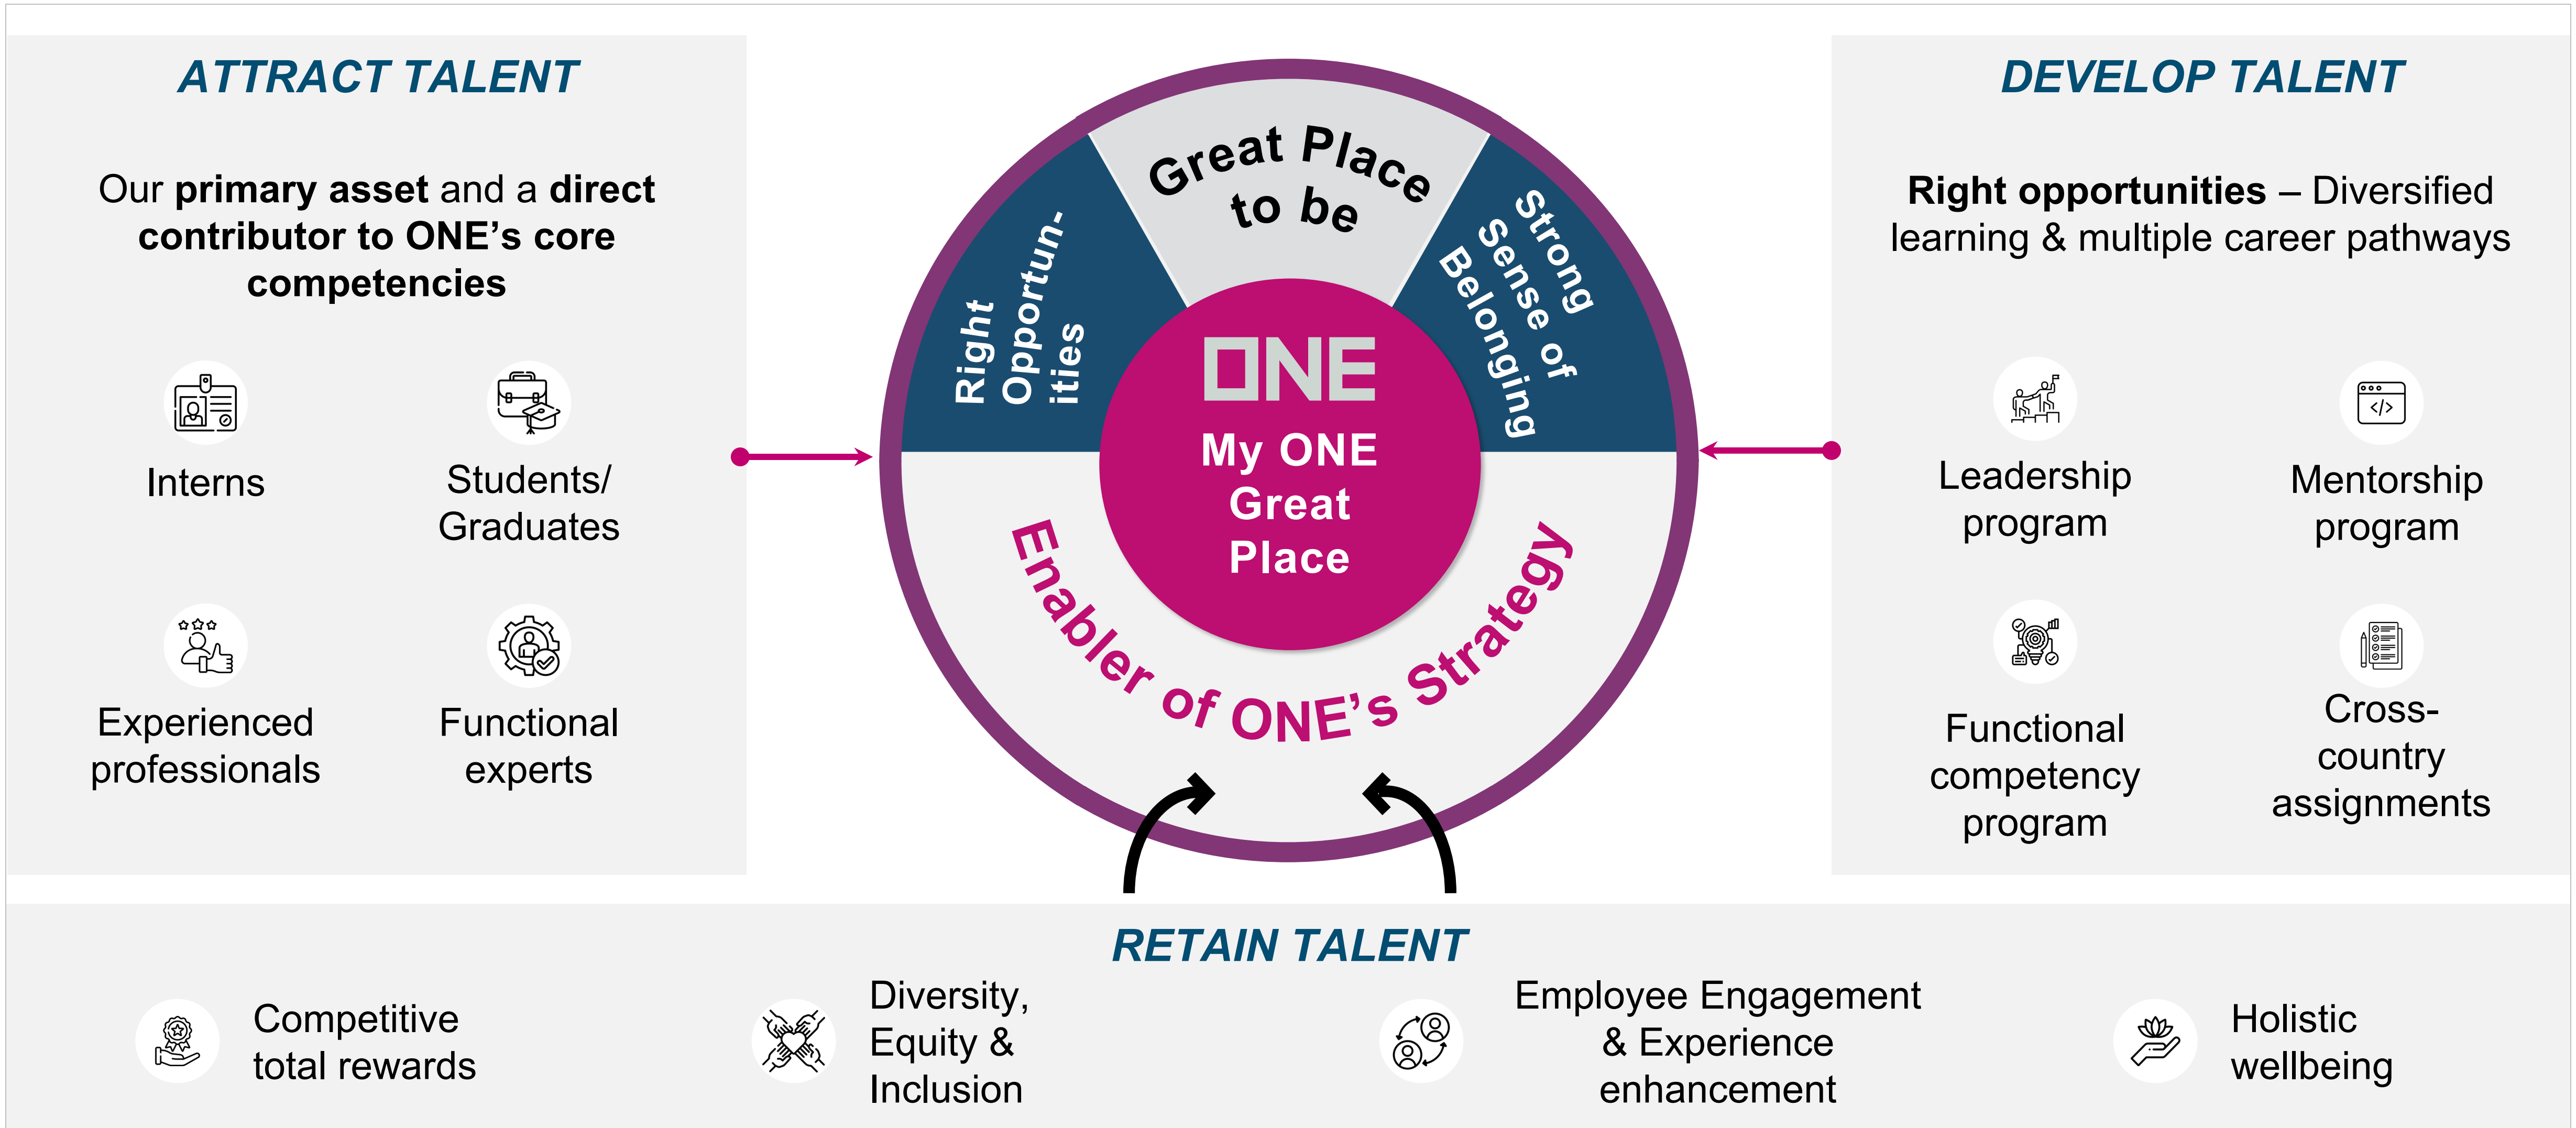 ATTRACT TALENT
Our primary asset and a direct
contributor to ONE’s core
competencies
Interns
Students/
Graduates
Experienced
professionals
Functional
experts
Great Place
to be
Right
Opportun-
ities
Strong
Sense of
Belonging
ONE
My ONE
Great
Place
Enabler of ONE’s Strategy
DEVELOP TALENT
Right opportunities – Diversified
learning & multiple career pathways
Leadership
program
Mentorship
program
Functional
competency
program
Cross-
country
assignments
RETAIN TALENT
Competitive
total rewards
Diversity,
Equity &
Inclusion
Employee Engagement
& Experience
enhancement
Holistic
wellbeing